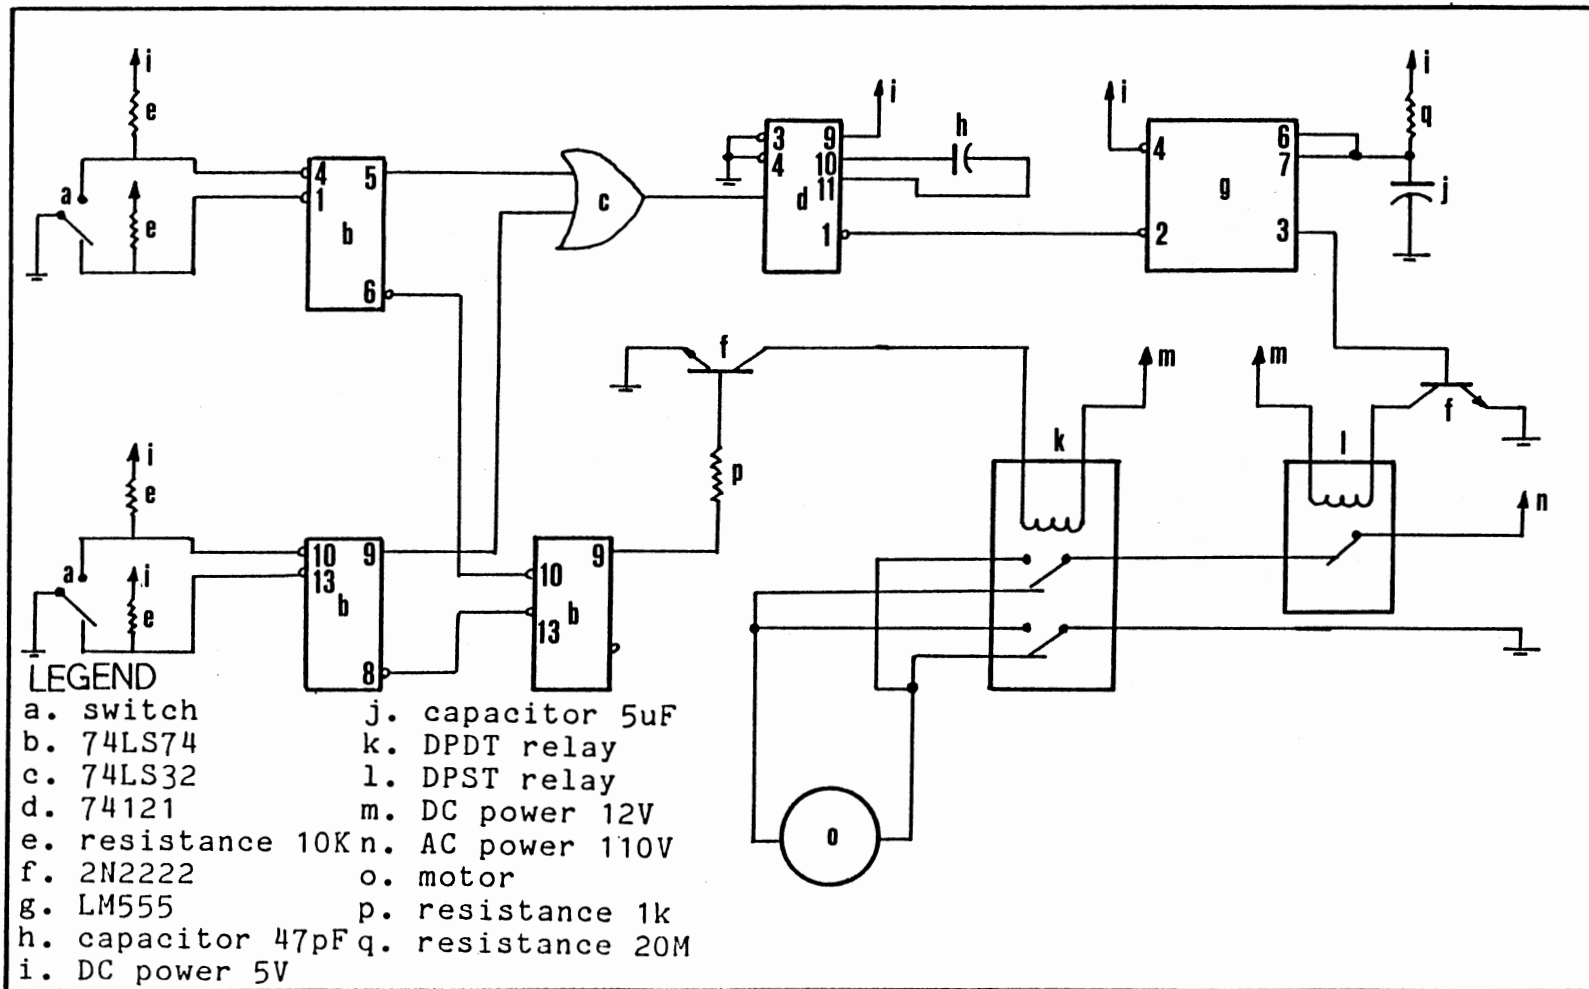 i
e
a
i
e
4
1
5
b
6
c
3
4
9
10
11
d
1
i
h
i
4
2
g
6
7
3
i
q
j
f
m
m
f
k
l
p
n
i
e
a
i
e
10
13
9
b
8
10
13
9
b
o
LEGEND
a. switch
b. 74LS74
c. 74LS32
d. 74121
e. resistance 10K
f. 2N2222
g. LM555
h. capacitor 47pF
i. DC power 5V
j. capacitor 5uF
k. DPDT relay
l. DPST relay
m. DC power 12V
n. AC power 110V
o. motor
p. resistance 1k
q. resistance 20M